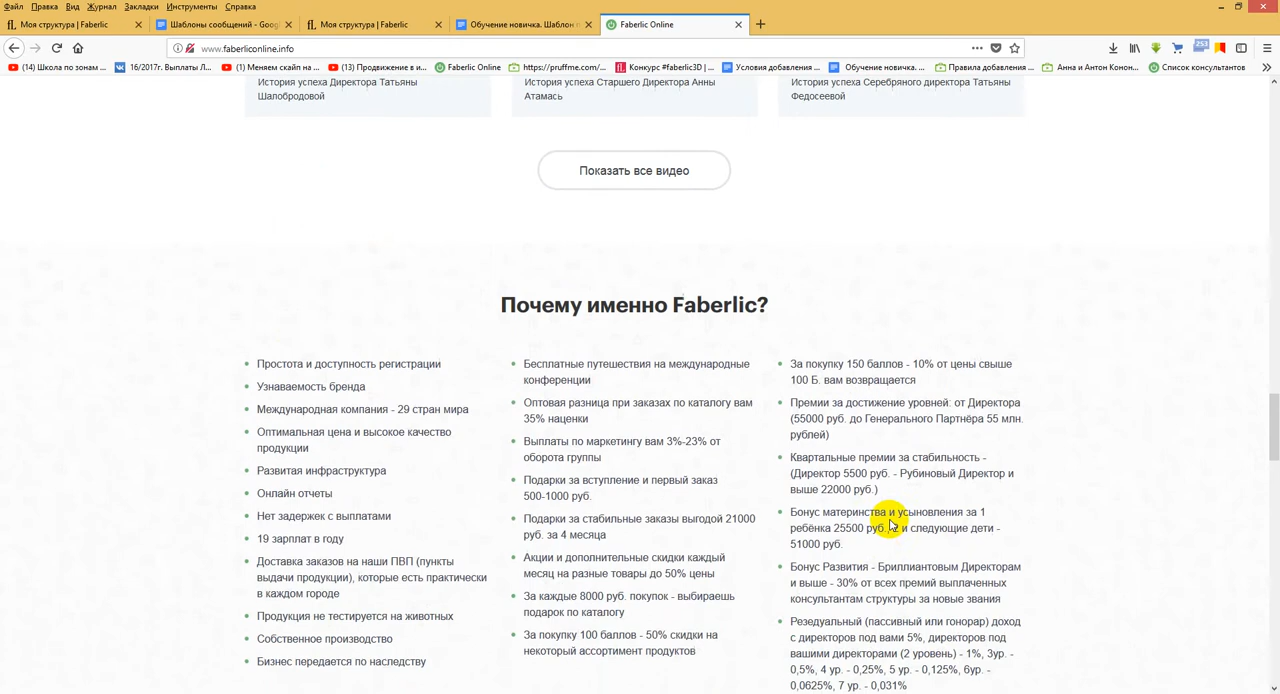 Файл Правка Вид Журнал Закладки Инструменты Справка
Моя структура | Faberlic
Шаблоны сообщений - Goog
Моя структура | Faberlic
Обучение новичка. Шаблон т
Faberlic Online
www.faberliconline.info
253
(14) Школа по зонам ...
16/2017г. Выплаты Л...
(1) Меняем скайп на ...
(13) Продвижение в и...
Faberlic Online
https://pruffme.com/...
Конкурс #faberlic3D | ...
Условия добавления ...
Обучение новичка. ...
Правила добавления ...
Анна и Антон Конон...
Список консультантов
История успеха Директора Татьяны
Шалобродовой
История успеха Старшего Директора Анны
Атамась
История успеха Серебряного директора Татьяны
Федосеевой
Показать все видео
Почему именно Faberlic?
Простота и доступность регистрации
Узнаваемость бренда
Международная компания - 29 стран мира
Оптимальная цена и высокое качество
продукции
Развитая инфраструктура
Онлайн отчеты
Нет задержек с выплатами
19 зарплат в году
Доставка заказов на наши ПВП (пункты
выдачи продукции), которые есть практически
в каждом городе
Продукция не тестируется на животных
Собственное производство
Бизнес передается по наследству
Бесплатные путешествия на международные
конференции
Оптовая разница при заказах по каталогу вам
35% наценки
Выплаты по маркетингу вам 3%-23% от
оборота группы
Подарки за вступление и первый заказ
500-1000 руб.
Подарки за стабильные заказы выгодой 21000
руб. за 4 месяца
Акции и дополнительные скидки каждый
месяц на разные товары до 50% цены
За каждые 8000 руб. покупок - выбираешь
подарок по каталогу
За покупку 100 баллов - 50% скидки на
некоторый ассортимент продуктов
За покупку 150 баллов - 10% от цены свыше
100 Б. вам возвращается
Премии за достижение уровней: от Директора
(55000 руб. до Генерального Партнёра 55 млн.
рублей)
Квартальные премии за стабильность -
(Директор 5500 руб. - Рубиновый Директор и
выше 22000 руб.)
Бонус материнства и усыновления за 1
ребёнка 25500 руб., 2 и следующие дети -
51000 руб.
Бонус Развития - Бриллиантовым Директорам
и выше - 30% от всех премий выплаченных
консультантам структуры за новые звания
Резедуальный (пассивный или гонорар) доход
с директоров под вами 5%, директоров под
вашими директорами (2 уровень) - 1%, 3ур. -
0,5%, 4 ур. - 0,25%, 5 ур. - 0,125%, 6ур. -
0,0625%, 7 ур. - 0,031%